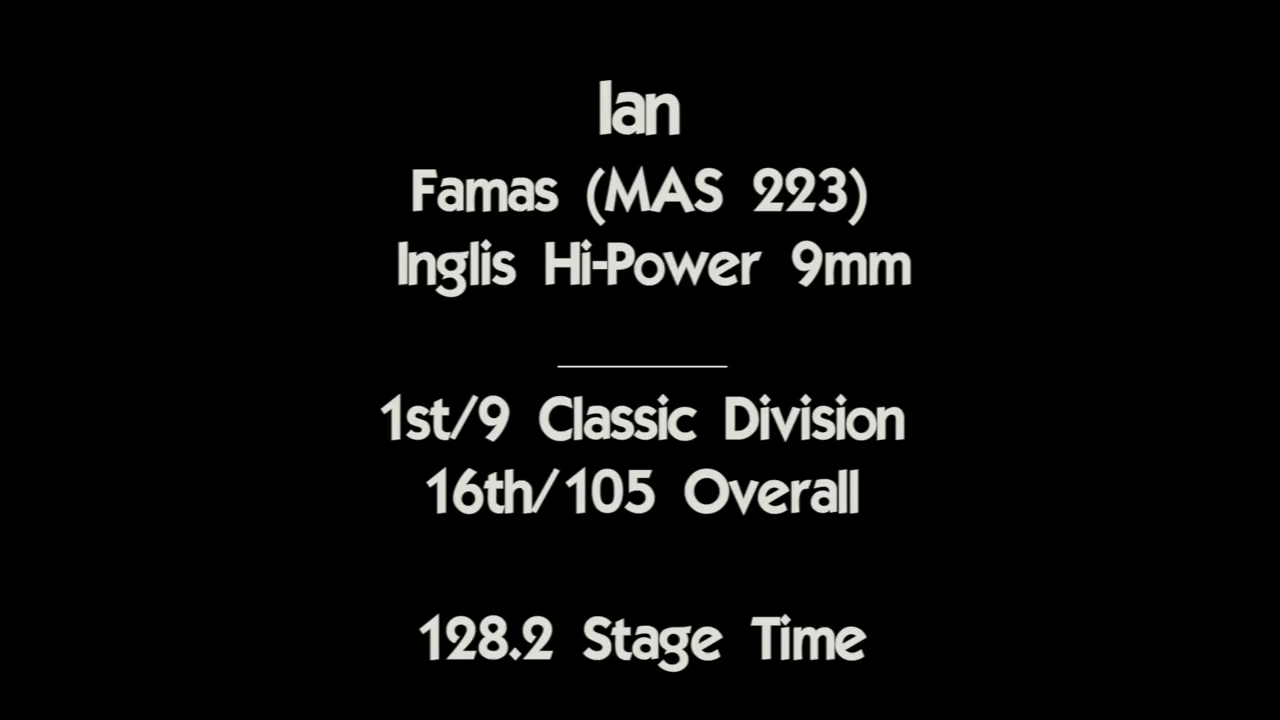 Ian
Famas (MAS 223)
Inglis Hi-Power 9mm
1st/9 Classic Division
16th/105 Overall
128.2 Stage Time